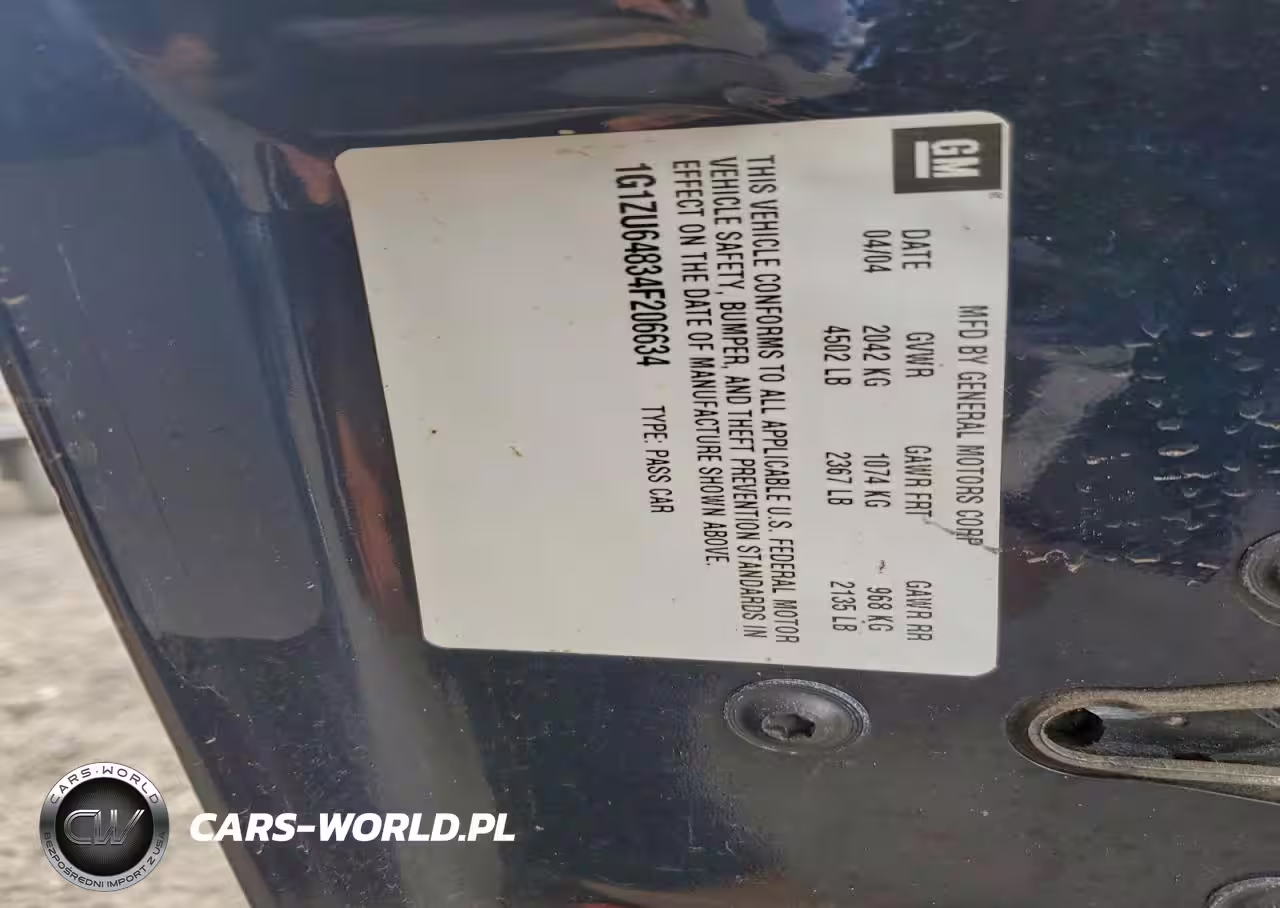 GM
MFD BY GENERAL MOTORS CORP
DATE GVWR GAWR FRT GAWR RR
04/04 2042 KG 1074 KG 968 KG
4502 LB 2367 LB 2135 LB
THIS VEHICLE CONFORMS TO ALL APPLICABLE U.S. FEDERAL MOTOR
VEHICLE SAFETY, BUMPER, AND THEFT PREVENTION STANDARDS IN
EFFECT ON THE DATE OF MANUFACTURE SHOWN ABOVE.
1G1ZU64834F206634 TYPE: PASS CAR
CARS-WORLD
CW
BEZPOŚREDNI IMPORT Z USA
CARS-WORLD.PL